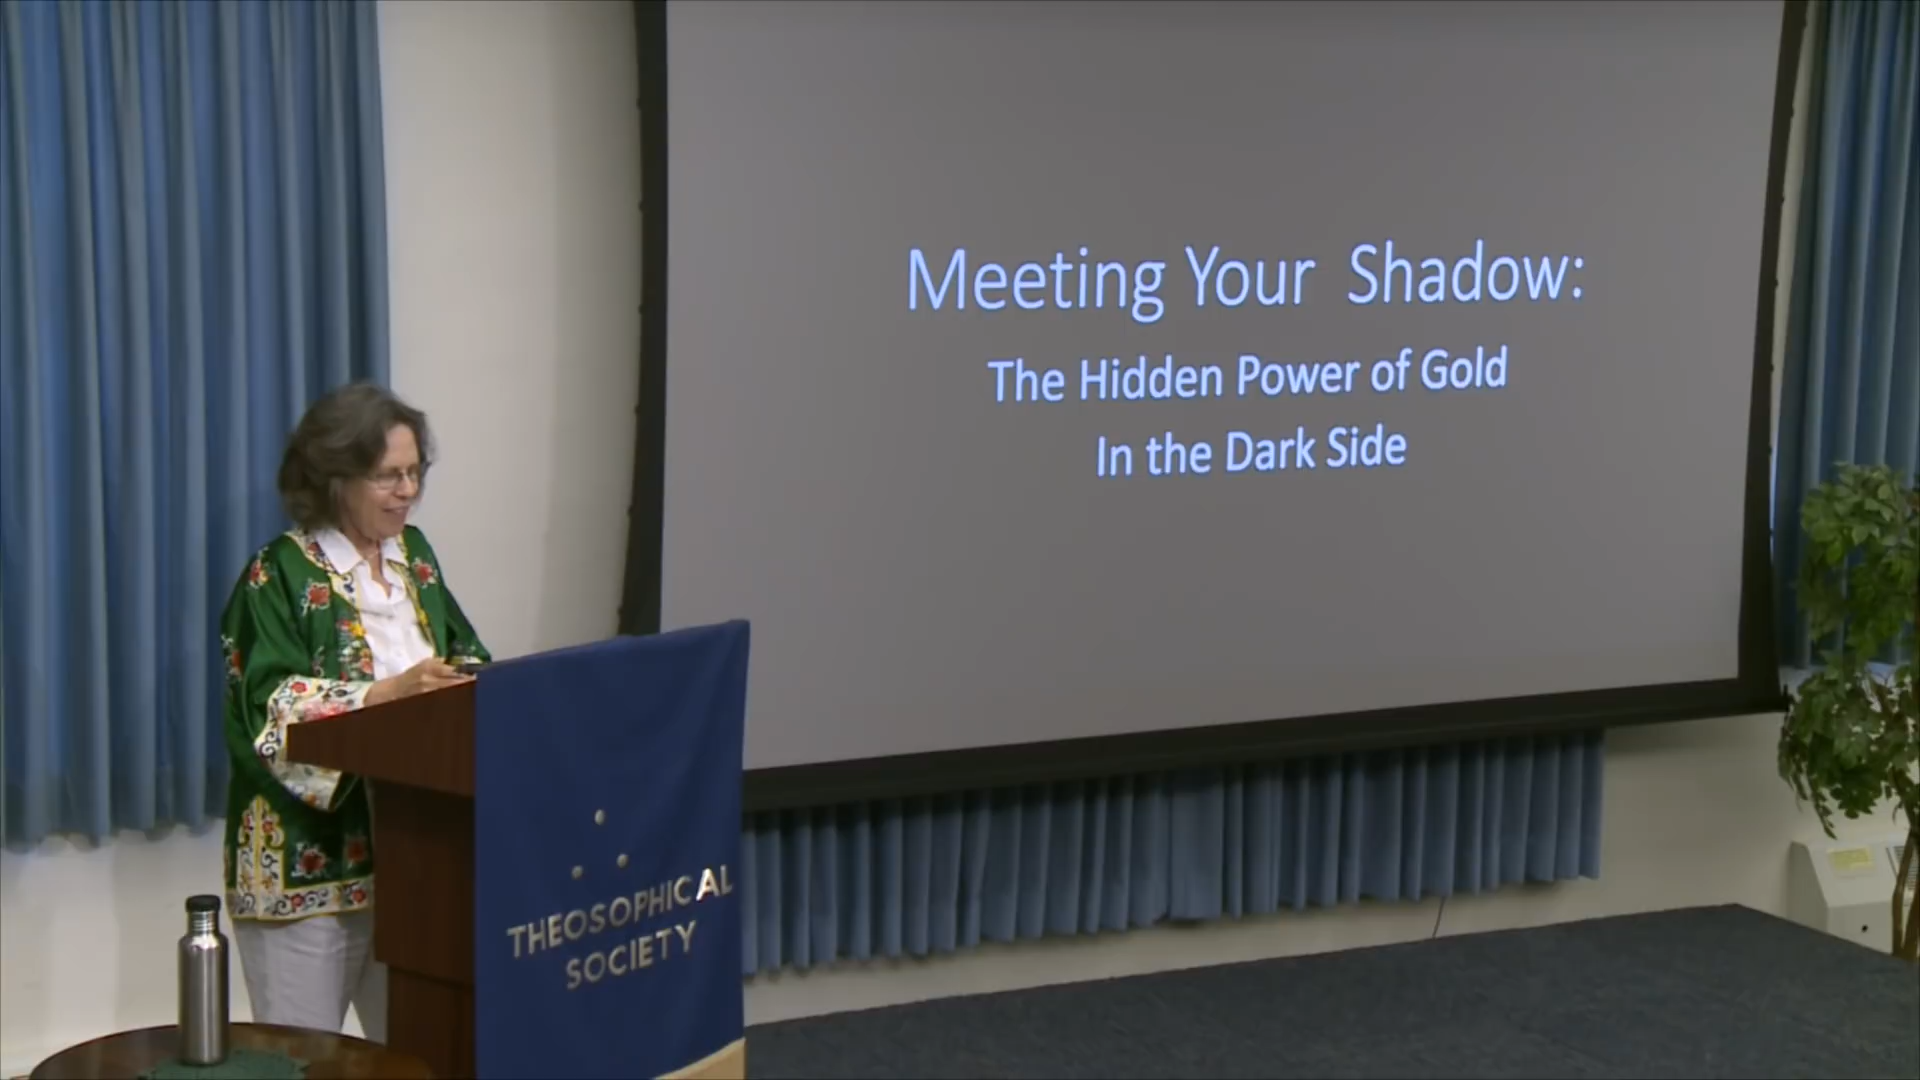 Meeting Your Shadow:
The Hidden Power of Gold
In the Dark Side
THEOSOPHICAL
SOCIETY